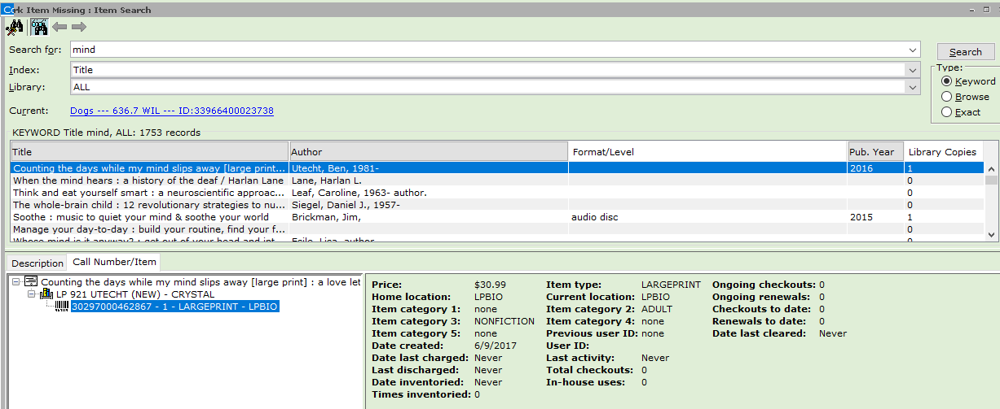 rk Item Missing : Item Search
Search for: mind Search
Index: Title Type:
Library: ALL Keyword
Browse
Current: Dogs --- 636.7 WIL --- ID:33966400023738 Exact
KEYWORD Title mind, ALL: 1753 records
Title Author Format/Level Pub. Year Library Copies
Counting the days while my mind slips away [large print... Utecht, Ben, 1981- 2016 1
When the mind hears : a history of the deaf / Harlan Lane Lane, Harlan L. 0
Think and eat yourself smart : a neuroscientific approac... Leaf, Caroline, 1963- author. 0
The whole-brain child : 12 revolutionary strategies to nu... Siegel, Daniel J., 1957- 0
Soothe : music to quiet your mind & soothe your world Brickman, Jim, audio disc 2015 1
Manage your day-to-day : build your routine, find your f... 0
Whose mind is it anyway? : get out of your head and int... Esile, Lisa, author. 0
Description Call Number/Item
Counting the days while my mind slips away [large print] : a love let
LP 921 UTECHT (NEW) - CRYSTAL
30297000462867 - 1 - LARGEPRINT - LPBIO
Price: $30.99 Item type: LARGEPRINT Ongoing checkouts: 0
Home location: LPBIO Current location: LPBIO Ongoing renewals: 0
Item category 1: none Item category 2: ADULT Checkouts to date: 0
Item category 3: NONFICTION Item category 4: none Renewals to date: 0
Item category 5: none Previous user ID: none Date last cleared: Never
Date created: 6/9/2017 User ID:
Date last charged: Never Last activity: Never
Last discharged: Never Total checkouts: 0
Date inventoried: Never In-house uses: 0
Times inventoried: 0